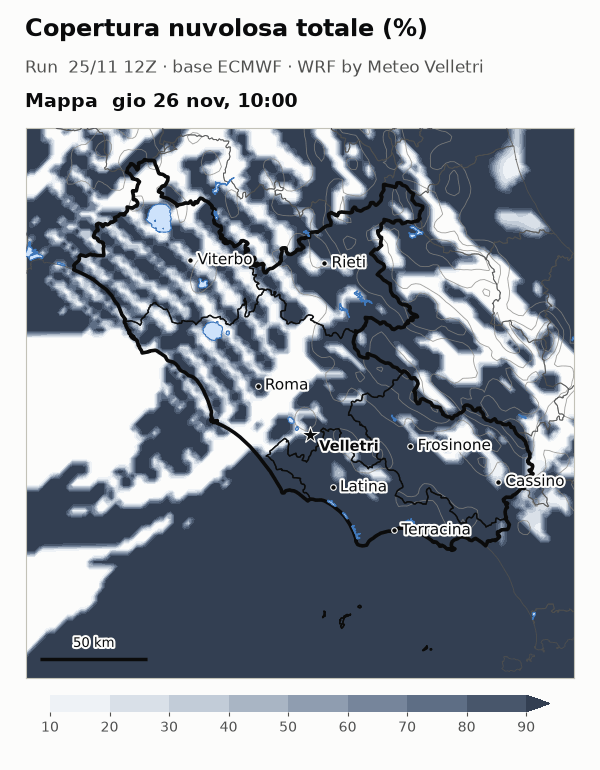 Copertura nuvolosa totale (%)
Run  25/11 12Z · base ECMWF · WRF by Meteo Velletri
Mappa  gio 26 nov, 10:00
Viterbo
Rieti
Roma
Velletri
Frosinone
Cassino
Latina
Terracina
50 km
10 20 30 40 50 60 70 80 90